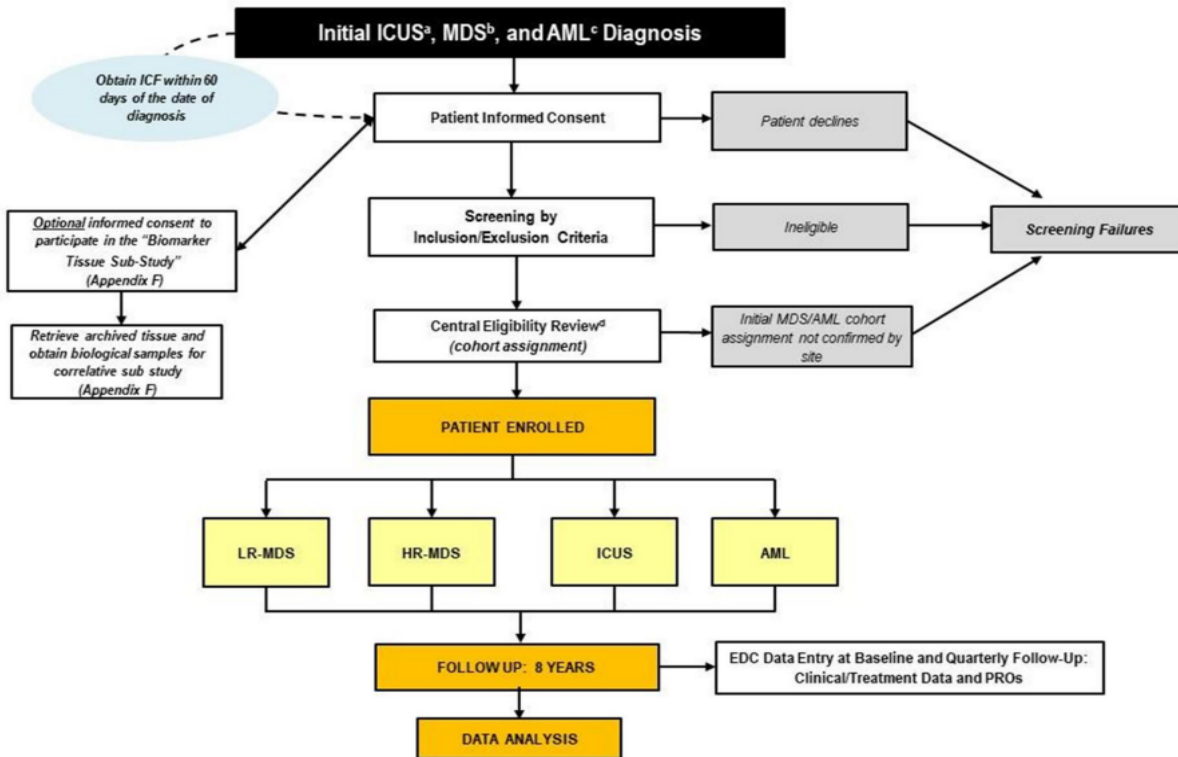 Initial ICUSᵃ, MDSᵇ, and AMLᶜ Diagnosis
Obtain ICF within 60
days of the date of
diagnosis
Patient Informed Consent
Patient declines
Optional informed consent to
participate in the “Biomarker
Tissue Sub-Study”
(Appendix F)
Screening by
Inclusion/Exclusion Criteria
Ineligible
Screening Failures
Retrieve archived tissue and
obtain biological samples for
correlative sub study
(Appendix F)
Central Eligibility Reviewᵈ
(cohort assignment)
Initial MDS/AML cohort
assignment not confirmed by
site
PATIENT ENROLLED
LR-MDS
HR-MDS
ICUS
AML
FOLLOW UP: 8 YEARS
EDC Data Entry at Baseline and Quarterly Follow-Up:
Clinical/Treatment Data and PROs
DATA ANALYSIS